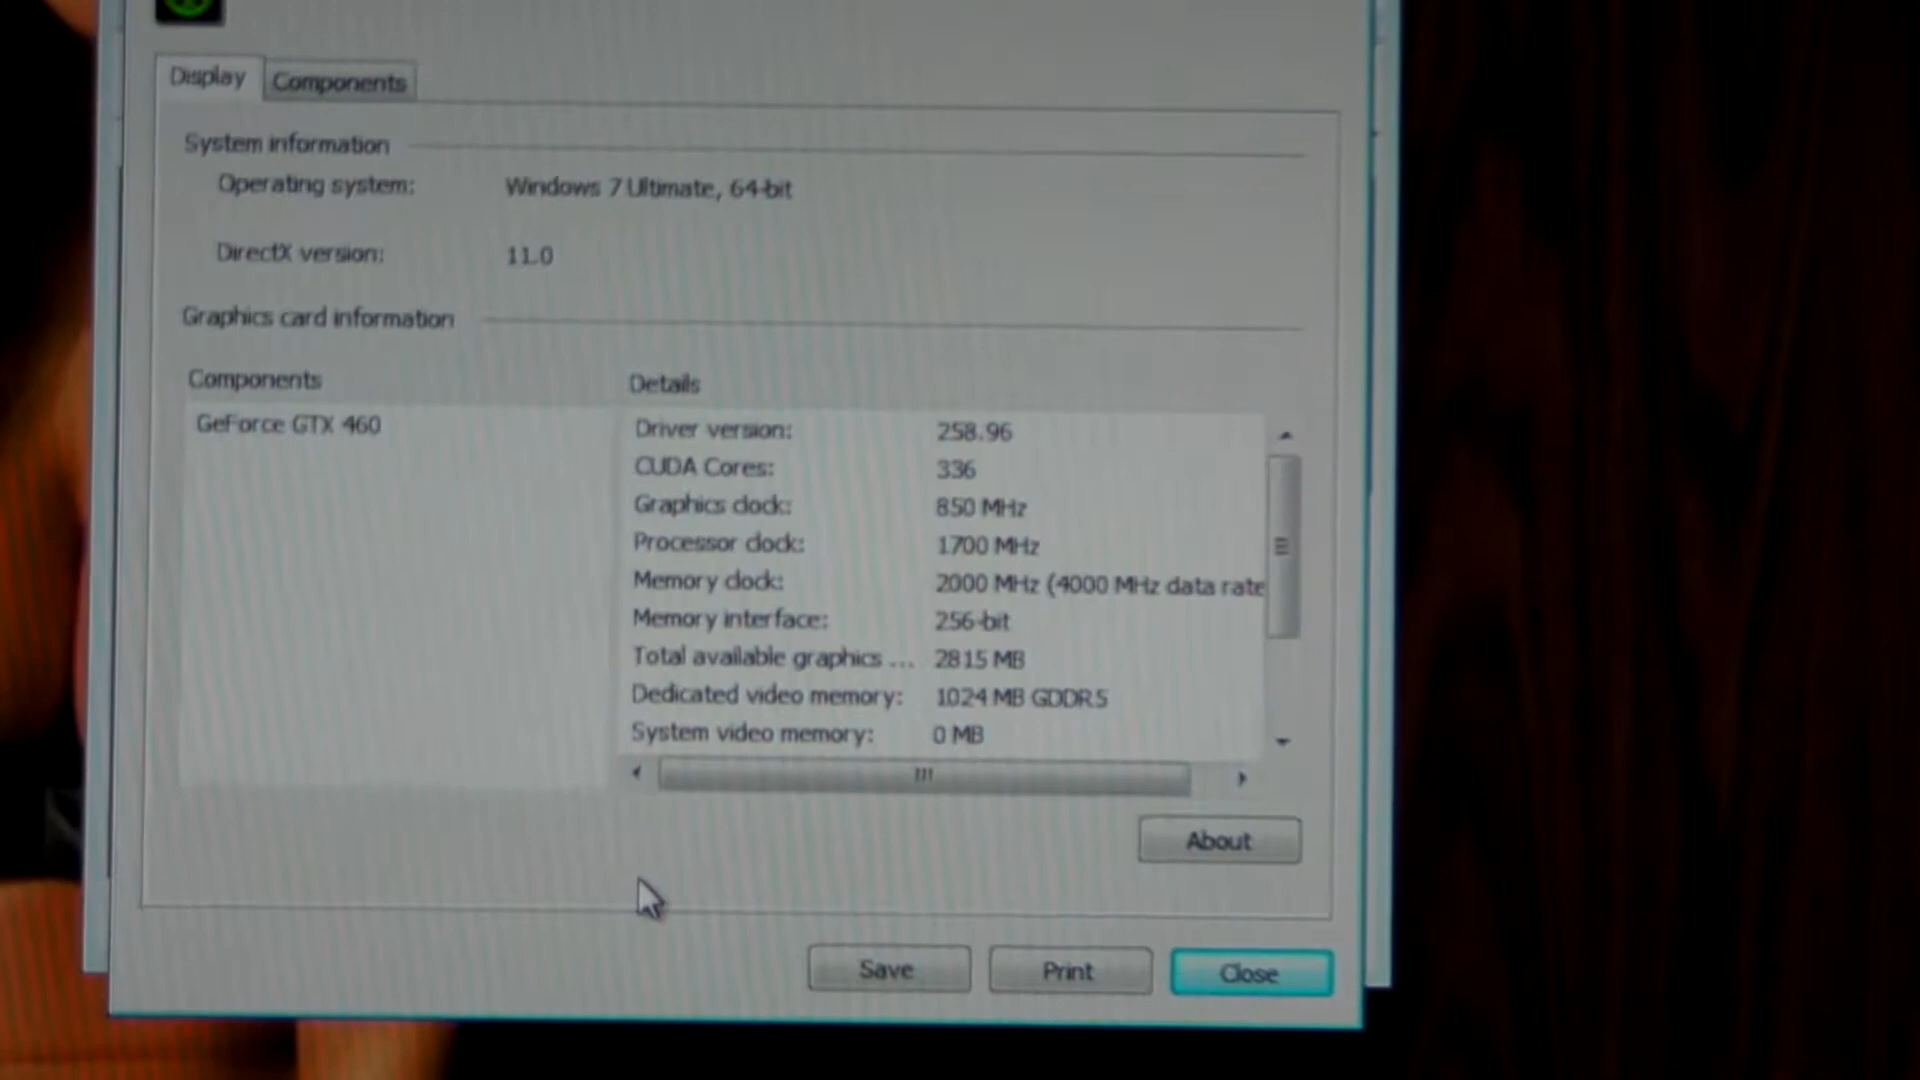 Display Components
System information
Operating system: Windows 7 Ultimate, 64-bit
DirectX version: 11.0
Graphics card information
Components
GeForce GTX 460
Details
Driver version: 258.96
CUDA Cores: 336
Graphics clock: 850 MHz
Processor clock: 1700 MHz
Memory clock: 2000 MHz (4000 MHz data rate
Memory interface: 256-bit
Total available graphics ... 2815 MB
Dedicated video memory: 1024 MB GDDR5
System video memory: 0 MB
About
Save Print Close